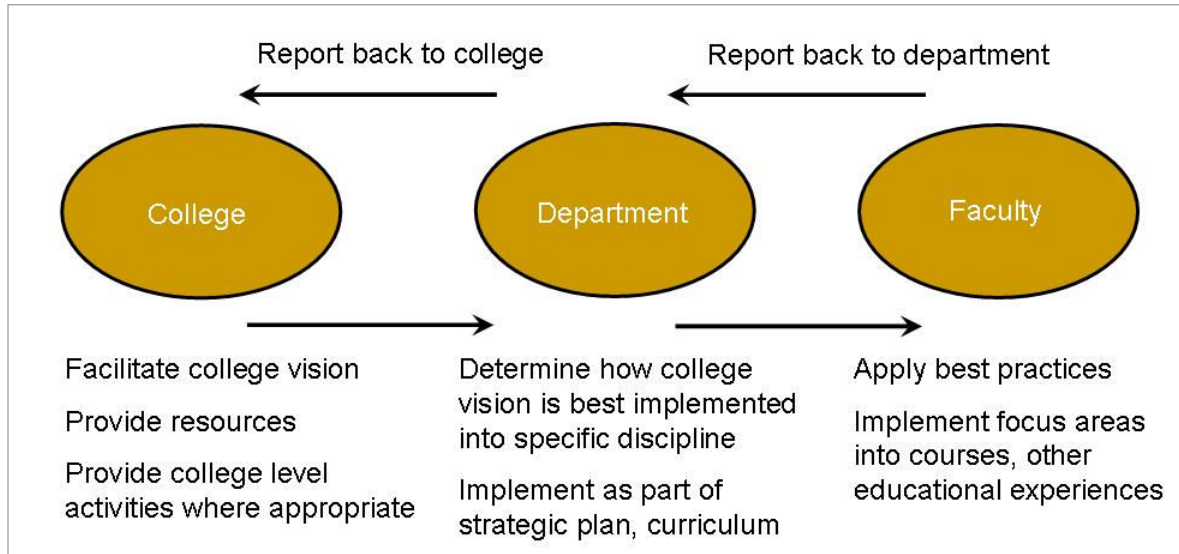 Report back to college
Report back to department
College
Department
Faculty
Facilitate college vision
Provide resources
Provide college level
activities where appropriate
Determine how college
vision is best implemented
into specific discipline
Implement as part of
strategic plan, curriculum
Apply best practices
Implement focus areas
into courses, other
educational experiences